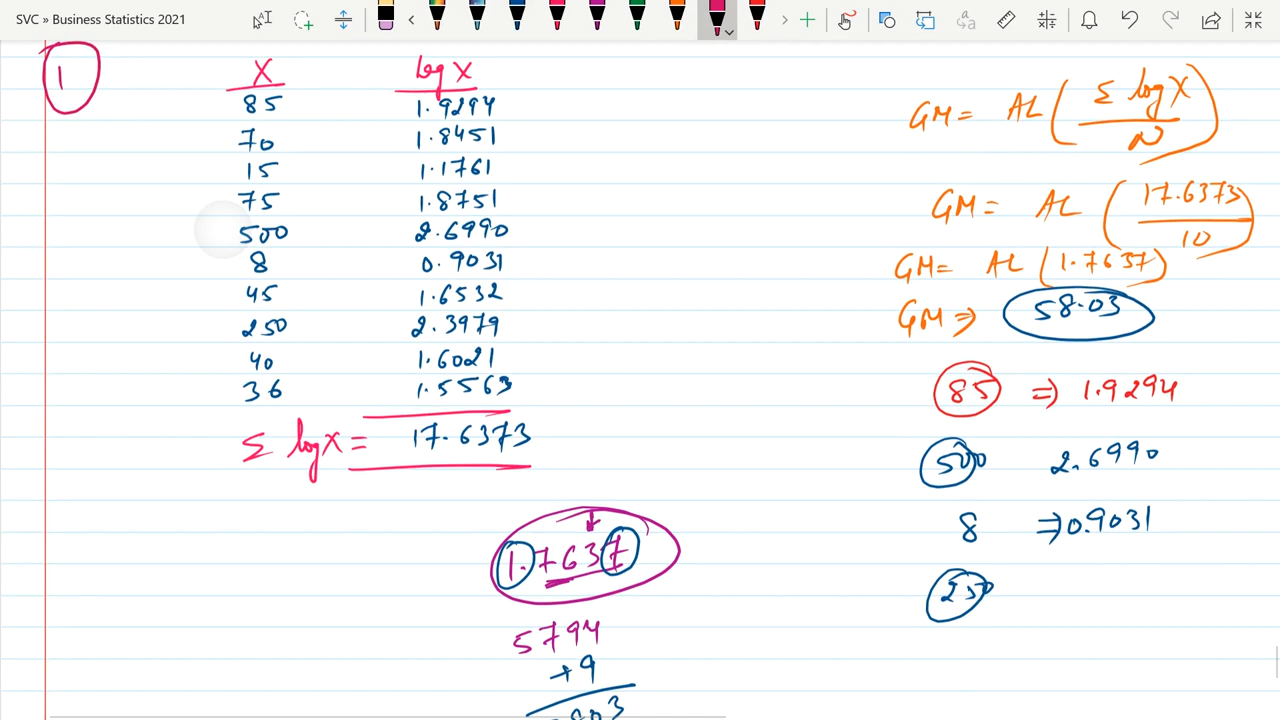 SVC » Business Statistics 2021
1
X log X
85 1.9294
70 1.8451
15 1.1761
75 1.8751
500 2.6990
8 0.9031
45 1.6532
250 2.3979
40 1.6021
36 1.5563
Σ log X = 17.6373
GM = AL ( Σ log X / N )
GM = AL ( 17.6373 / 10 )
GM = AL ( 1.7637 )
GM ⇒ 58.03
85 ⇒ 1.9294
500 2.6990
8 ⇒ 0.9031
250
1.7637
5794
+9